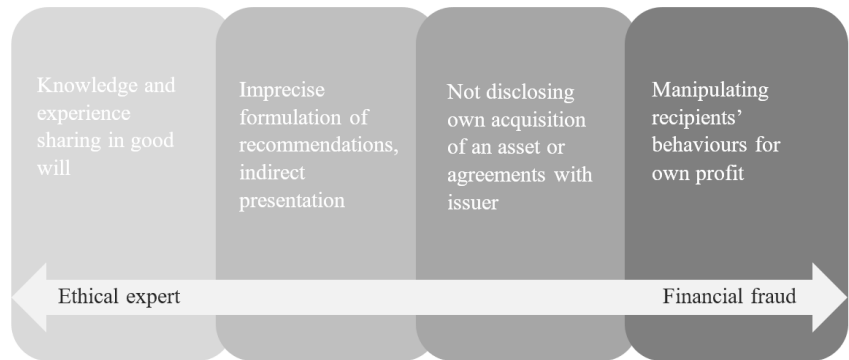 Knowledge and
experience
sharing in good
will
Imprecise
formulation of
recommendations,
indirect
presentation
Not disclosing
own acquisition
of an asset or
agreements with
issuer
Manipulating
recipients’
behaviours for
own profit
Ethical expert
Financial fraud